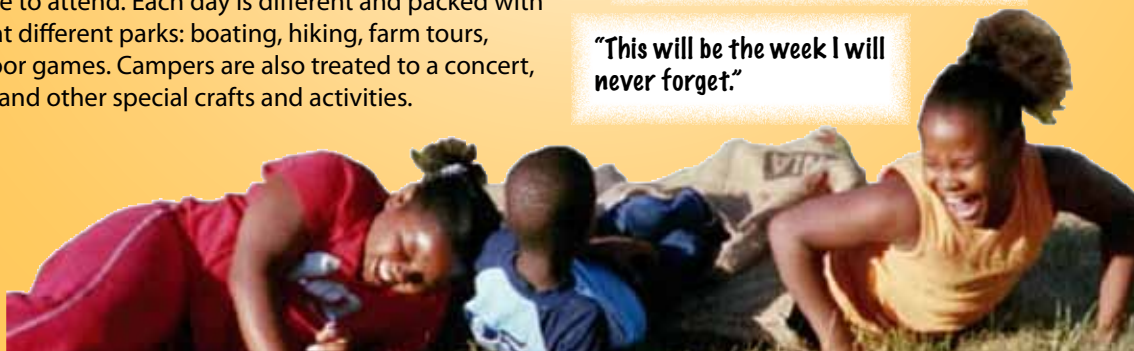 e to attend. Each day is different and packed with
at different parks: boating, hiking, farm tours,
oor games. Campers are also treated to a concert,
and other special crafts and activities.
"This will be the week I will
never forget."